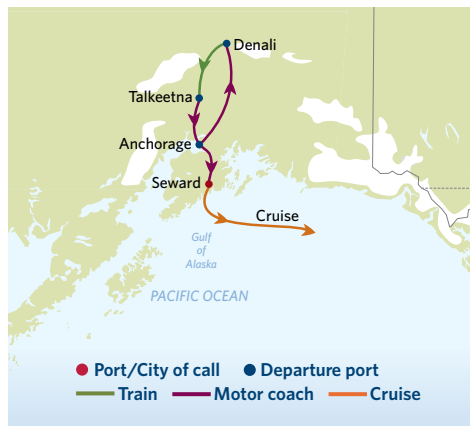 Denali
Talkeetna
Anchorage
Seward
Cruise
Gulf
of
Alaska
PACIFIC OCEAN
Port/City of call Departure port
Train Motor coach Cruise